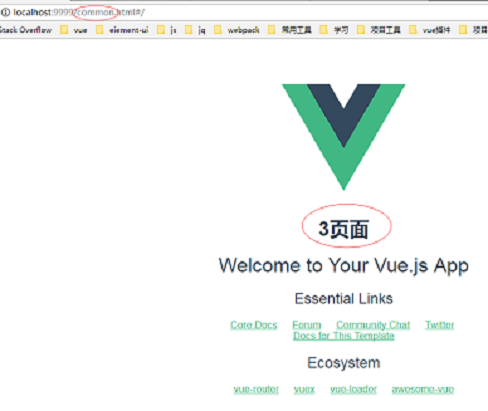 localhost:9999/common.html#/
Stack Overflow vue element-ui js jq webpack 常用工具 学习 项目工具 vue插件 项目
3页面
Welcome to Your Vue.js App
Essential Links
Core Docs Forum Community Chat Twitter
Docs for This Template
Ecosystem
vue-router vuex vue-loader awesome-vue